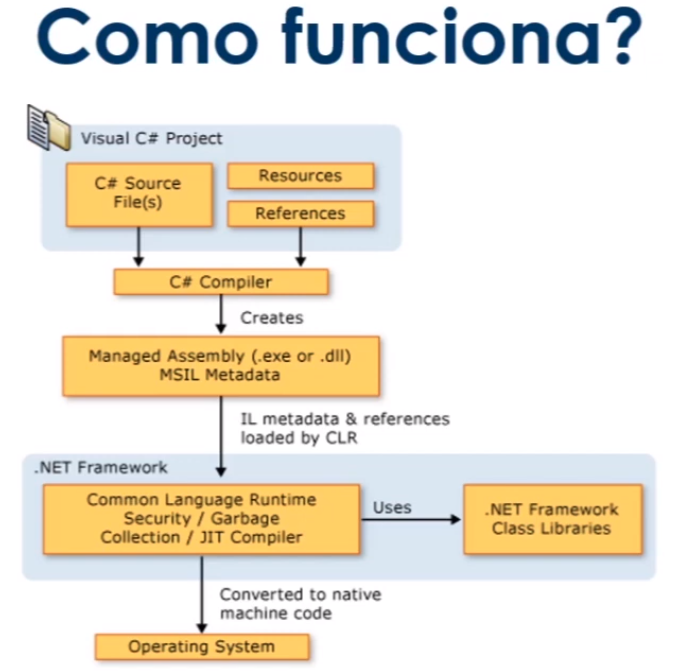 Como funciona?
Visual C# Project
C# Source
File(s)
Resources
References
C# Compiler
Creates
Managed Assembly (.exe or .dll)
MSIL Metadata
IL metadata & references
loaded by CLR
.NET Framework
Common Language Runtime
Security / Garbage
Collection / JIT Compiler
Uses
.NET Framework
Class Libraries
Converted to native
machine code
Operating System